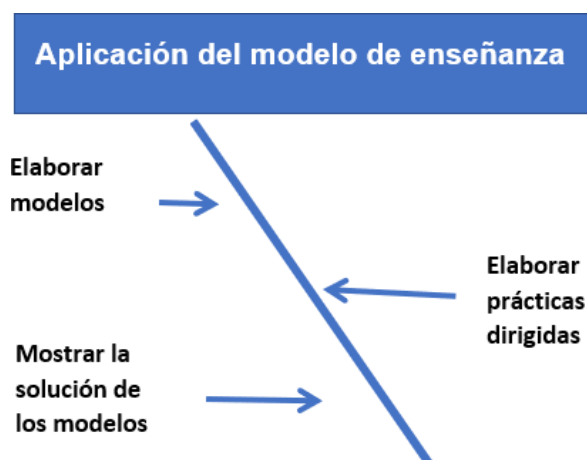 Aplicación del modelo de enseñanza
Elaborar
modelos
Elaborar
prácticas
dirigidas
Mostrar la
solución de
los modelos